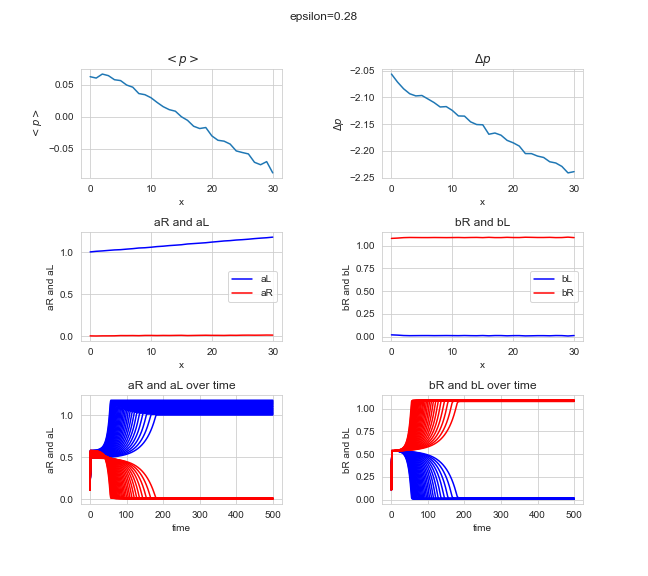 epsilon=0.28
< p >
Δp
0.05
0.00
−0.05
< p >
0 10 20 30
x
−2.05
−2.10
−2.15
−2.20
−2.25
Δp
0 10 20 30
x
aR and aL
bR and bL
1.0
0.5
0.0
aR and aL
aL
aR
0 10 20 30
x
1.00
0.75
0.50
0.25
0.00
bR and bL
bL
bR
0 10 20 30
x
aR and aL over time
bR and bL over time
1.0
0.5
0.0
aR and aL
0 100 200 300 400 500
time
1.00
0.75
0.50
0.25
0.00
bR and bL
0 100 200 300 400 500
time